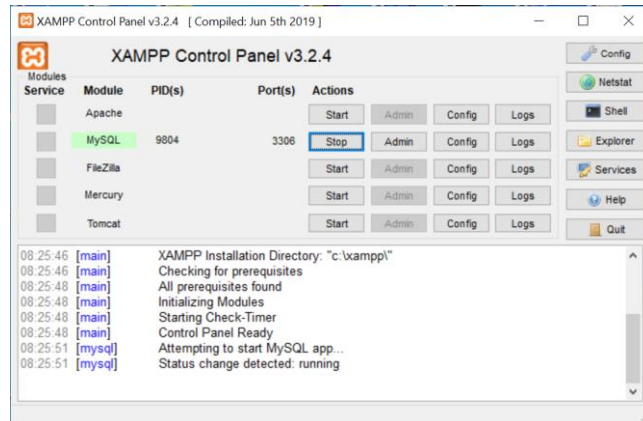 XAMPP Control Panel v3.2.4 [ Compiled: Jun 5th 2019 ]
XAMPP Control Panel v3.2.4
Config
Modules
Service Module PID(s) Port(s) Actions
Netstat
Apache Start Admin Config Logs
Shell
MySQL 9804 3306 Stop Admin Config Logs
Explorer
FileZilla Start Admin Config Logs
Services
Mercury Start Admin Config Logs
Help
Tomcat Start Admin Config Logs
Quit
08:25:46 [main] XAMPP Installation Directory: "c:\xampp\"
08:25:46 [main] Checking for prerequisites
08:25:48 [main] All prerequisites found
08:25:48 [main] Initializing Modules
08:25:48 [main] Starting Check-Timer
08:25:48 [main] Control Panel Ready
08:25:51 [mysql] Attempting to start MySQL app...
08:25:51 [mysql] Status change detected: running